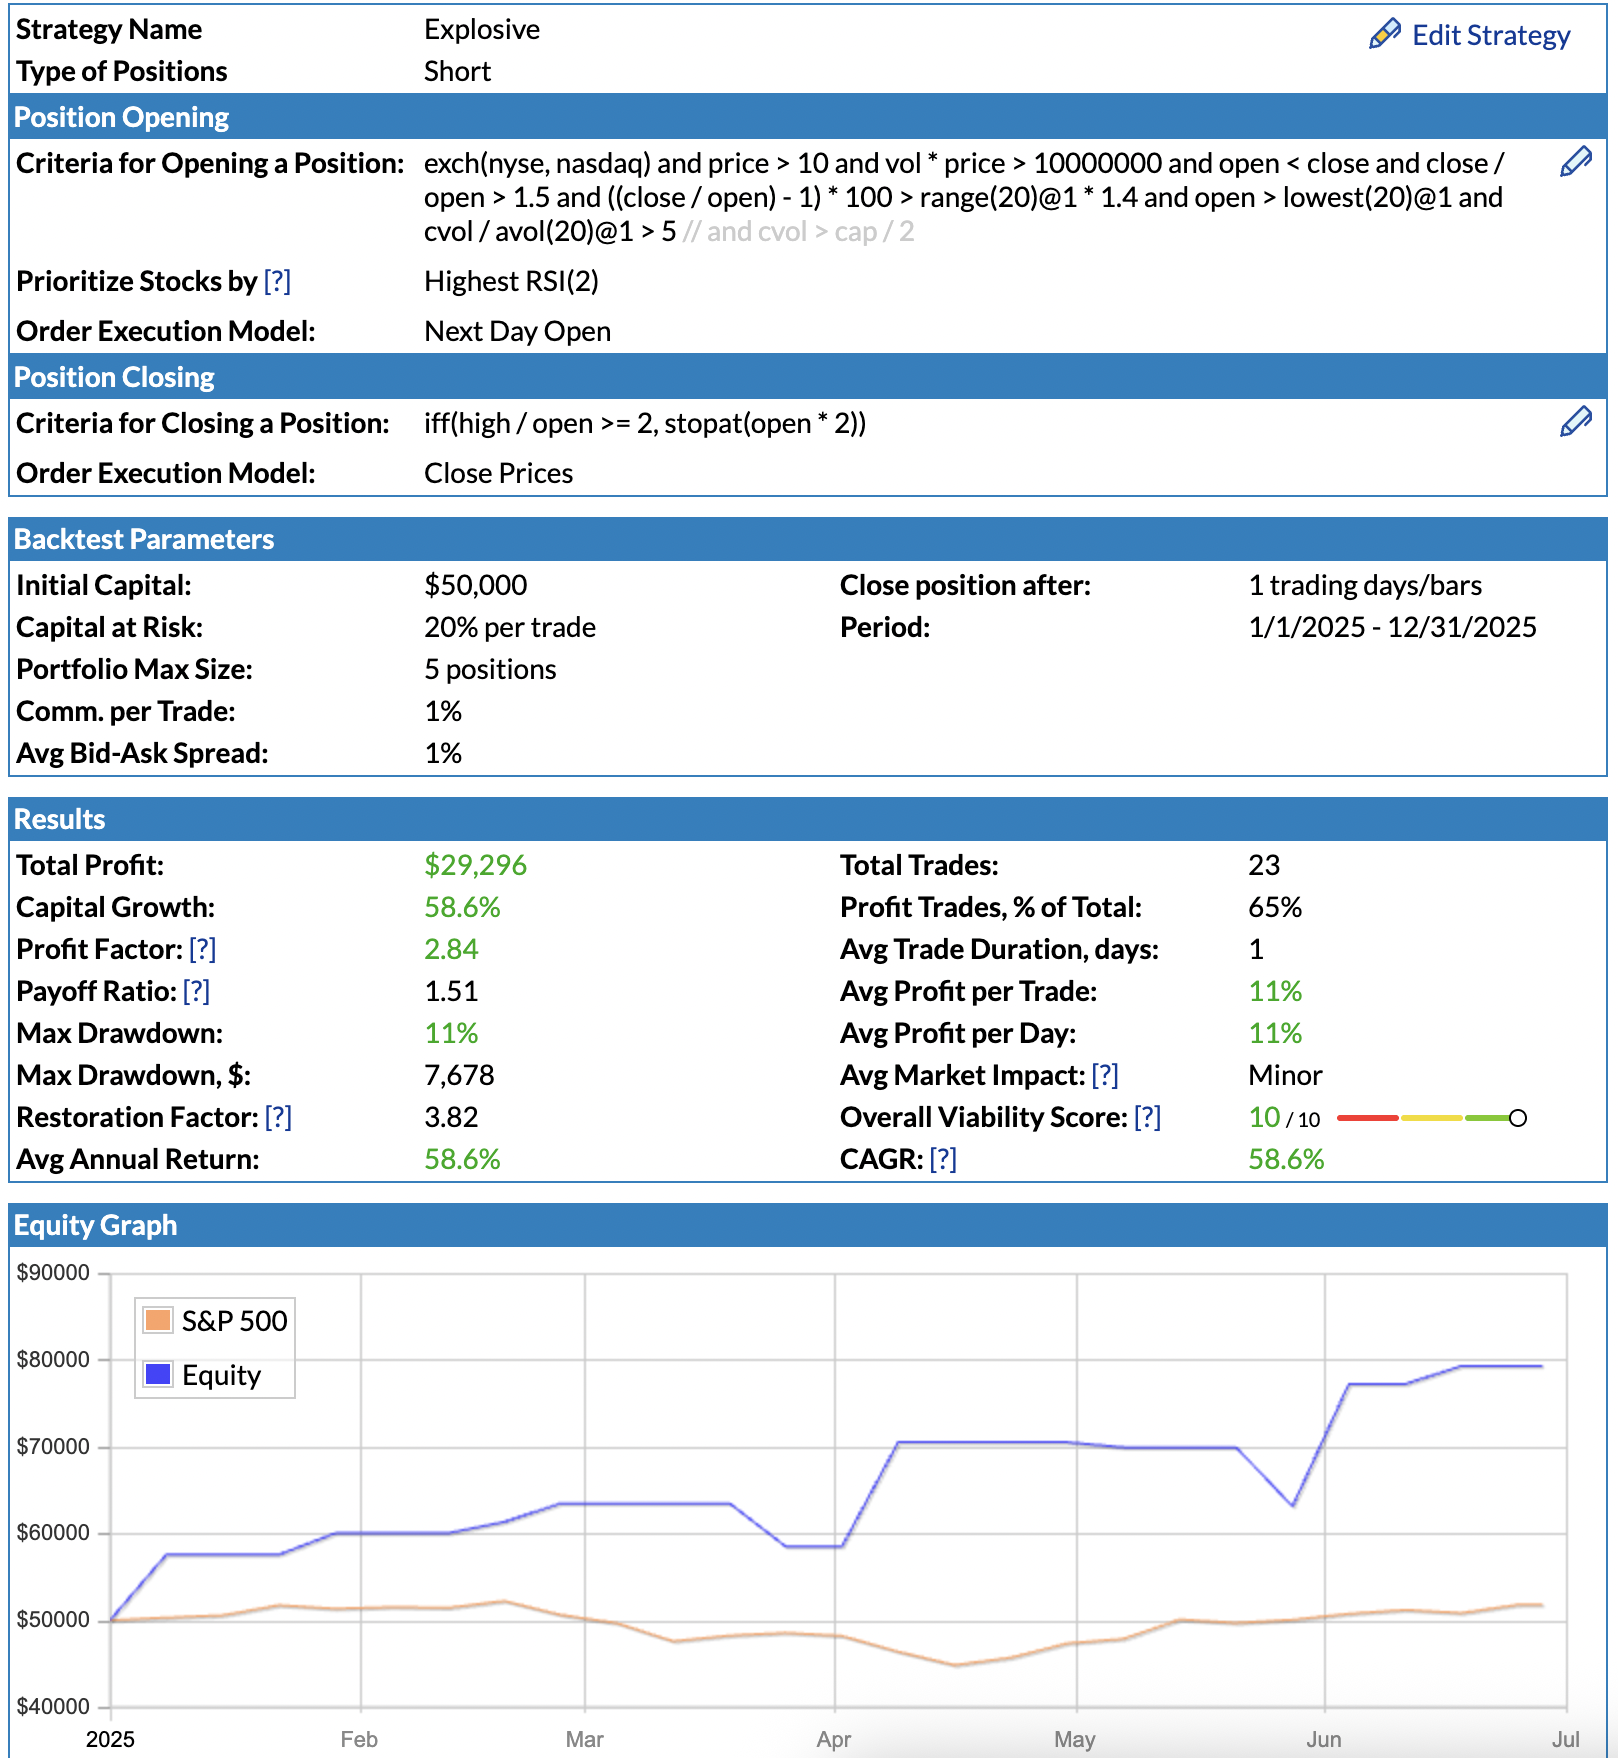 Strategy Name Explosive Edit Strategy
Type of Positions Short
Position Opening
Criteria for Opening a Position: exch(nyse, nasdaq) and price > 10 and vol * price > 10000000 and open < close and close /
open > 1.5 and ((close / open) - 1) * 100 > range(20)@1 * 1.4 and open > lowest(20)@1 and
cvol / avol(20)@1 > 5 // and cvol > cap / 2
Prioritize Stocks by [?] Highest RSI(2)
Order Execution Model: Next Day Open
Position Closing
Criteria for Closing a Position: iff(high / open >= 2, stopat(open * 2))
Order Execution Model: Close Prices
Backtest Parameters
Initial Capital: $50,000 Close position after: 1 trading days/bars
Capital at Risk: 20% per trade Period: 1/1/2025 - 12/31/2025
Portfolio Max Size: 5 positions
Comm. per Trade: 1%
Avg Bid-Ask Spread: 1%
Results
Total Profit: $29,296 Total Trades: 23
Capital Growth: 58.6% Profit Trades, % of Total: 65%
Profit Factor: [?] 2.84 Avg Trade Duration, days: 1
Payoff Ratio: [?] 1.51 Avg Profit per Trade: 11%
Max Drawdown: 11% Avg Profit per Day: 11%
Max Drawdown, $: 7,678 Avg Market Impact: [?] Minor
Restoration Factor: [?] 3.82 Overall Viability Score: [?] 10 / 10
Avg Annual Return: 58.6% CAGR: [?] 58.6%
Equity Graph
$90000
S&P 500
$80000
Equity
$70000
$60000
$50000
$40000
2025 Feb Mar Apr May Jun Jul